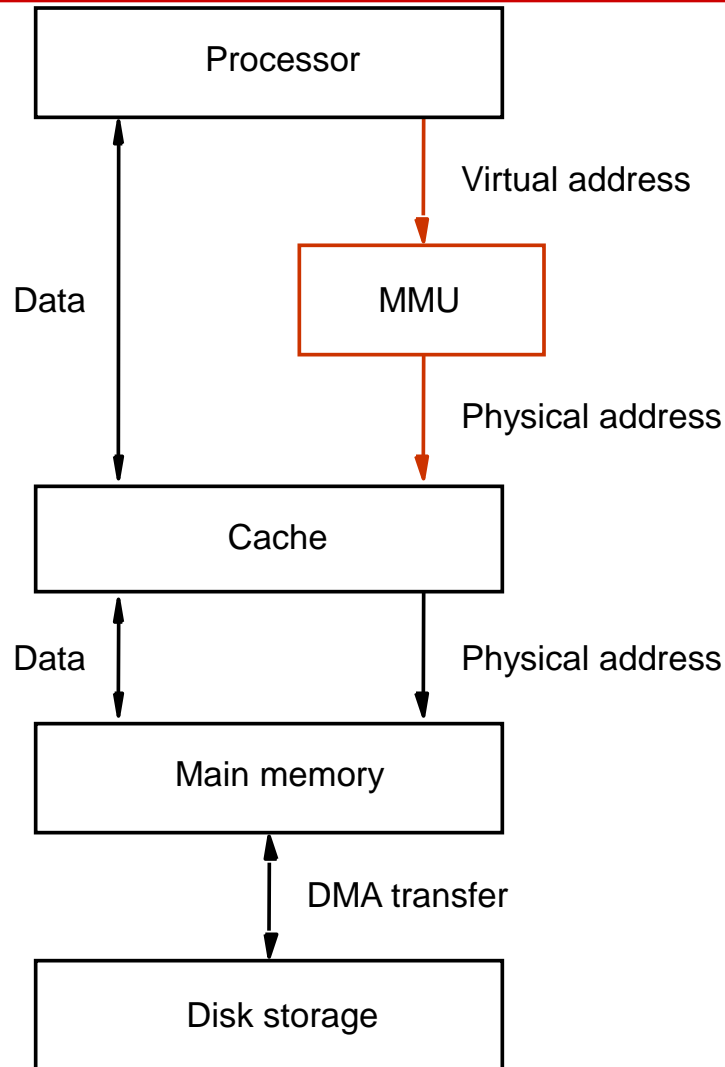 Processor
Virtual address
MMU
Data
Physical address
Cache
Data
Physical address
Main memory
DMA transfer
Disk storage